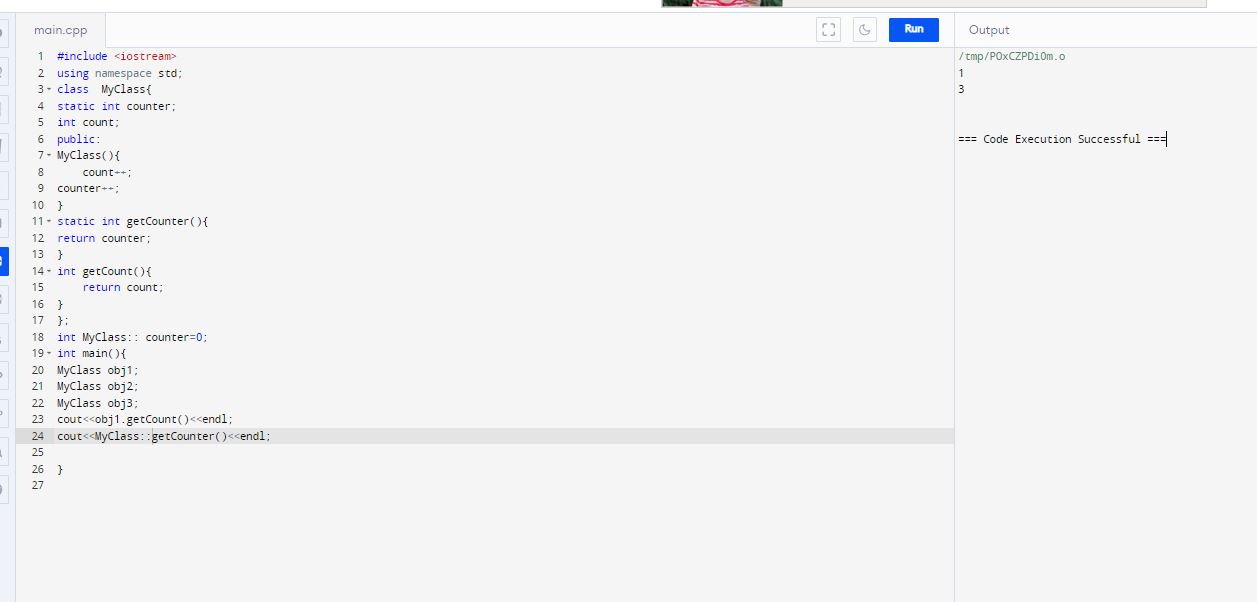 main.cpp
Run
Output
1 #include <iostream>
2 using namespace std;
3 class  MyClass{
4 static int counter;
5 int count;
6 public:
7 MyClass(){
8     count++;
9 counter++;
10 }
11 static int getCounter(){
12 return counter;
13 }
14 int getCount(){
15     return count;
16 }
17 };
18 int MyClass:: counter=0;
19 int main(){
20 MyClass obj1;
21 MyClass obj2;
22 MyClass obj3;
23 cout<<obj1.getCount()<<endl;
24 cout<<MyClass::getCounter()<<endl;
25
26 }
27
/tmp/POxCZPDiOm.o
1
3
=== Code Execution Successful ===